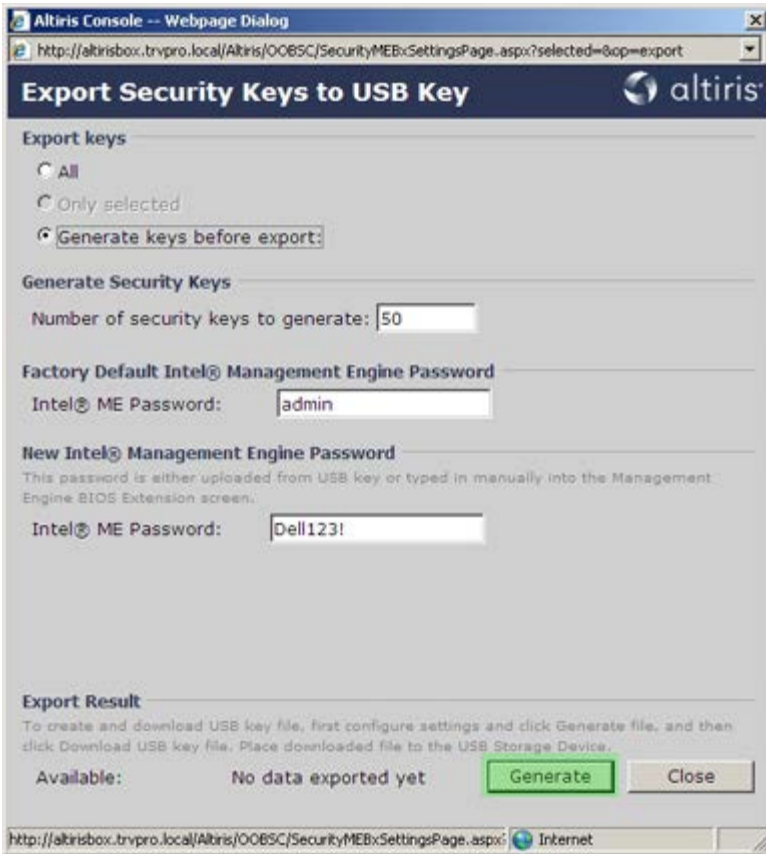 Altiris Console -- Webpage Dialog
http://altirisbox.trvpro.local/Altiris/OOBSC/SecurityMEBxSettingsPage.aspx?selected=&op=export
Export Security Keys to USB Key
altiris
Export keys
All
Only selected
Generate keys before export:
Generate Security Keys
Number of security keys to generate: 50
Factory Default Intel® Management Engine Password
Intel® ME Password: admin
New Intel® Management Engine Password
This password is either uploaded from USB key or typed in manually into the Management
Engine BIOS Extension screen.
Intel® ME Password: Dell123!
Export Result
To create and download USB key file, first configure settings and click Generate file, and then
click Download USB key file. Place downloaded file to the USB Storage Device.
Available: No data exported yet Generate Close
http://altirisbox.trvpro.local/Altiris/OOBSC/SecurityMEBxSettingsPage.aspx? Internet